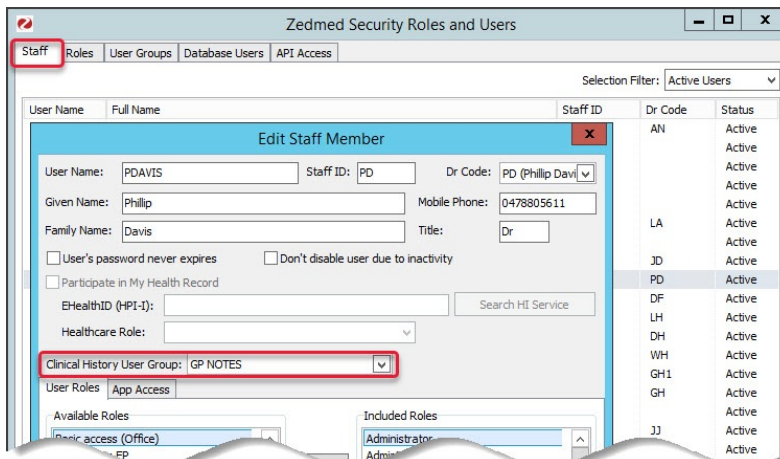 Zedmed Security Roles and Users
Staff Roles User Groups Database Users API Access
Selection Filter: Active Users
User Name Full Name Staff ID Dr Code Status
AN Active
Active
Active
Active
Active
LA Active
Active
JD Active
PD Active
DF Active
LH Active
DH Active
WH Active
GH1 Active
GH Active
Active
JJ Active
Active
Edit Staff Member
User Name: PDAVIS Staff ID: PD Dr Code: PD (Phillip Davi
Given Name: Phillip Mobile Phone: 0478805611
Family Name: Davis Title: Dr
User's password never expires Don't disable user due to inactivity
Participate in My Health Record
EHealthID (HPI-I): Search HI Service
Healthcare Role:
Clinical History User Group: GP NOTES
User Roles App Access
Available Roles Included Roles
Basic access (Office) Administrator